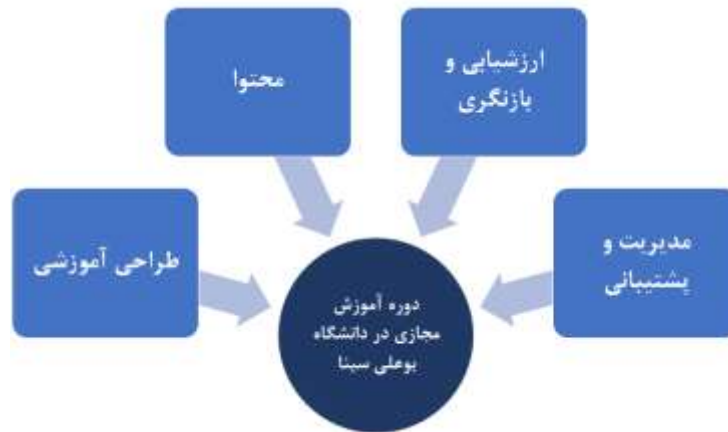 ارزشیابی و
بازنگری
محتوا
مدیریت و
پشتیبانی
طراحی آموزشی
دوره آموزش
مجازی در دانشگاه
بوعلی سینا